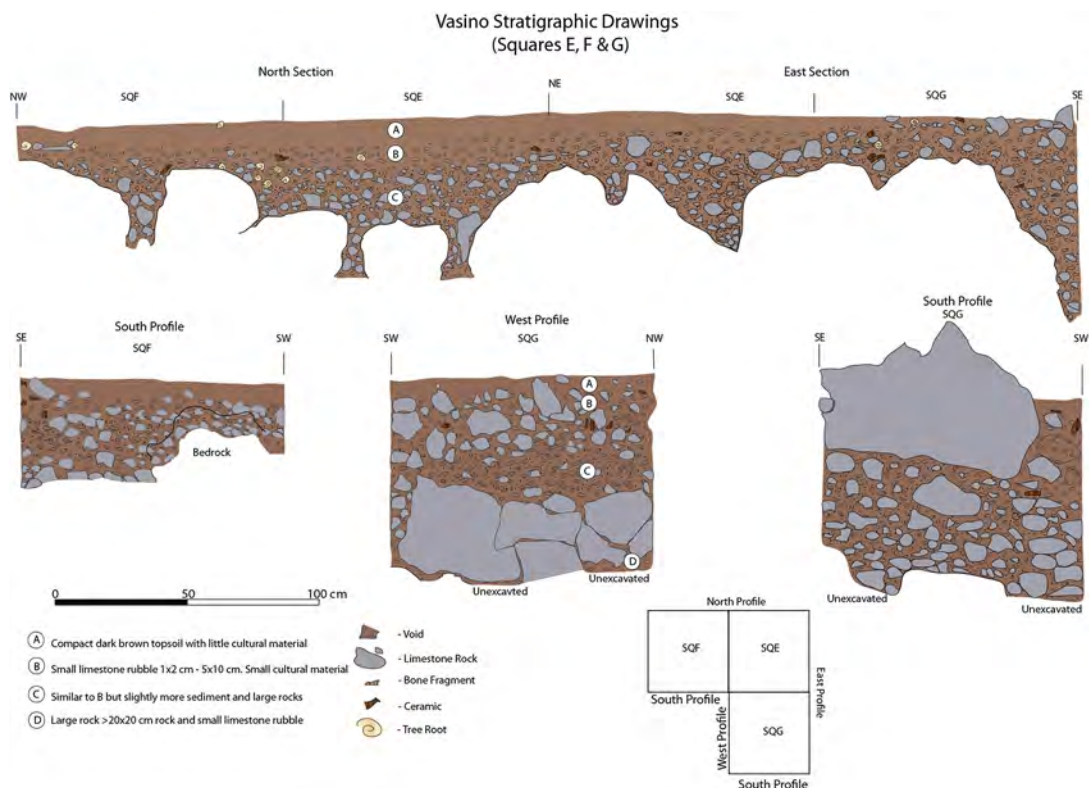 Vasino Stratigraphic Drawings
(Squares E, F & G)
North Section
East Section
NW
SQF
SQE
NE
SQE
SQG
SE
A
B
C
South Profile
SE
SQF
SW
Bedrock
West Profile
SW
SQG
NW
A
B
C
D
Unexcavted
Unexcavated
South Profile
SQG
SE
SW
Unexcavated
Unexcavated
0
50
100 cm
A Compact dark brown topsoil with little cultural material
B Small limestone rubble 1x2 cm - 5x10 cm. Small cultural material
C Similar to B but slightly more sediment and large rocks
D Large rock >20x20 cm rock and small limestone rubble
- Void
- Limestone Rock
- Bone Fragment
- Ceramic
- Tree Root
North Profile
SQF
SQE
East Profile
South Profile
West Profile
SQG
South Profile